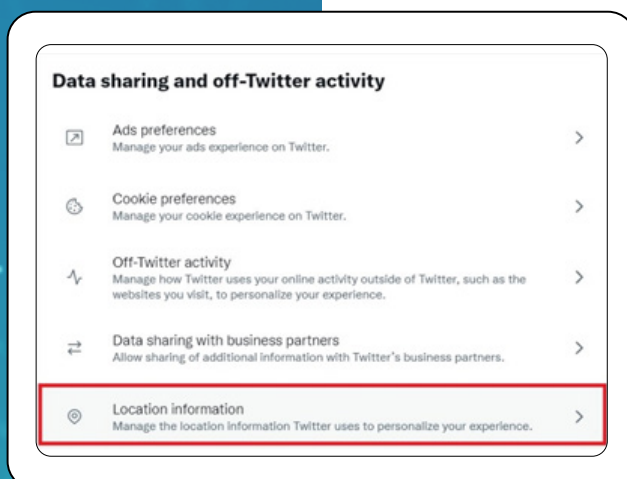 Data sharing and off-Twitter activity
Ads preferences
Manage your ads experience on Twitter.
Cookie preferences
Manage your cookie experience on Twitter.
Off-Twitter activity
Manage how Twitter uses your online activity outside of Twitter, such as the
websites you visit, to personalize your experience.
Data sharing with business partners
Allow sharing of additional information with Twitter's business partners.
Location information
Manage the location information Twitter uses to personalize your experience.